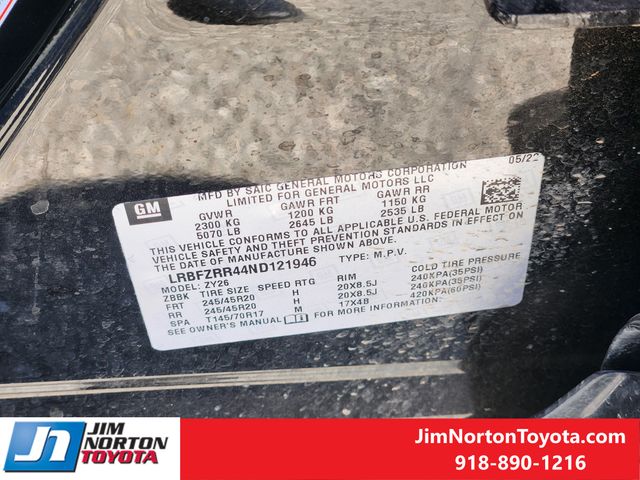 05/22
MFD BY SAIC GENERAL MOTORS CORPORATION
LIMITED FOR GENERAL MOTORS LLC
GM
GVWR GAWR FRT GAWR RR
2300 KG 1200 KG 1150 KG
5070 LB 2645 LB 2535 LB
THIS VEHICLE CONFORMS TO ALL APPLICABLE U.S. FEDERAL MOTOR
VEHICLE SAFETY AND THEFT PREVENTION STANDARDS IN EFFECT ON
THE DATE OF MANUFACTURE SHOWN ABOVE.
LRBFZRR44ND121946 TYPE: M.P.V.
MODEL: ZY26
ZBBK TIRE SIZE SPEED RTG RIM COLD TIRE PRESSURE
FRT 245/45R20 H 20X8.5J 240KPA(35PSI)
RR 245/45R20 H 20X8.5J 240KPA(35PSI)
SPA T145/70R17 M 17X4B 420KPA(60PSI)
SEE OWNER'S MANUAL
JN JIM
NORTON
TOYOTA
JimNortonToyota.com
918-890-1216